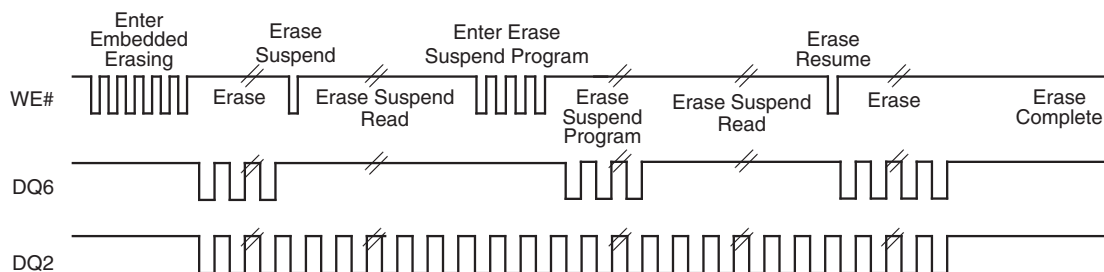 Enter
Embedded
Erasing
Erase
Suspend
Enter Erase
Suspend Program
Erase
Resume
WE#
Erase
Erase Suspend
Read
Erase
Suspend
Program
Erase Suspend
Read
Erase
Erase
Complete
DQ6
DQ2